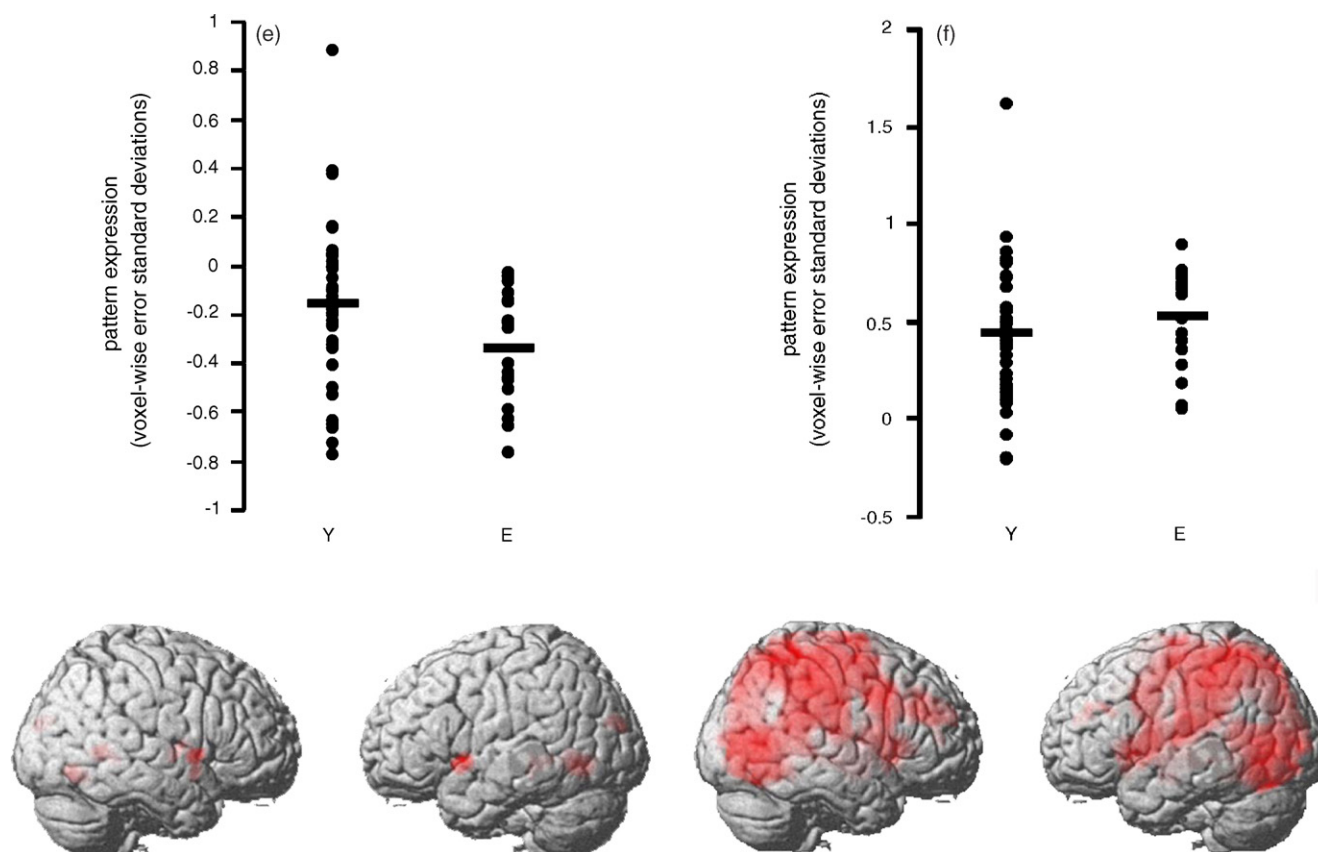 (e)
1
0.8
0.6
0.4
0.2
0
-0.2
-0.4
-0.6
-0.8
-1
pattern expression
(voxel-wise error standard deviations)
Y E
(f)
2
1.5
1
0.5
0
-0.5
pattern expression
(voxel-wise error standard deviations)
Y E